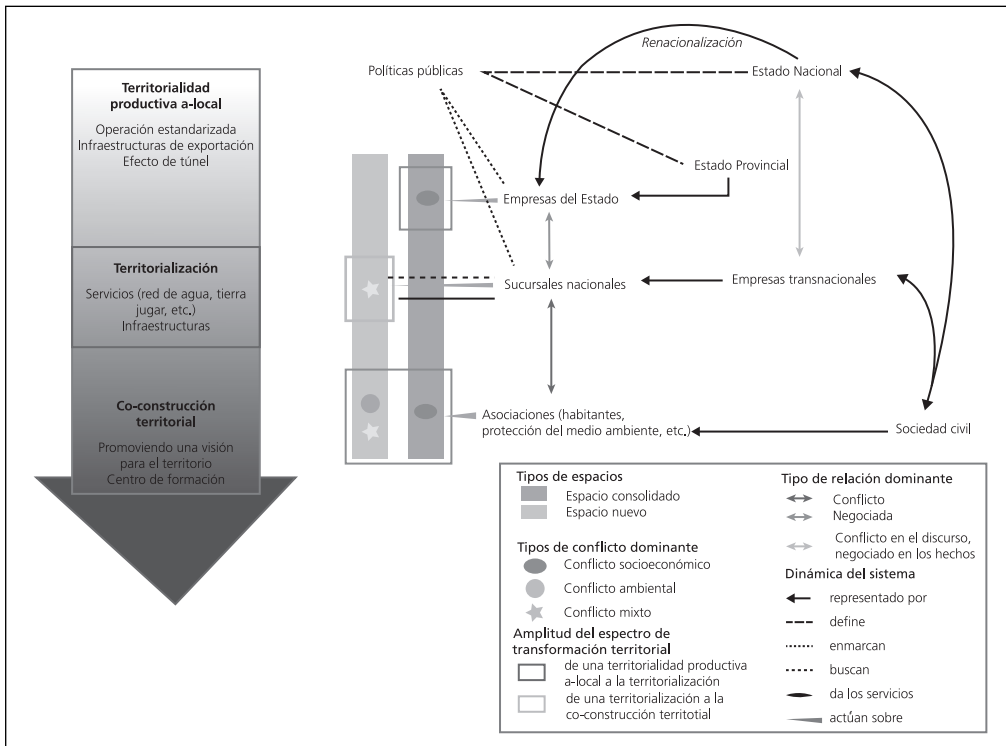 Territorialidad
productiva a-local
Operación estandarizada
Infraestructuras de exportación
Efecto de túnel
Territorialización
Servicios (red de agua, tierra
jugar, etc.)
Infraestructuras
Co-construcción
territorial
Promoviendo una visión
para el territorio
Centro de formación
Renacionalización
Políticas públicas
Estado Nacional
Estado Provincial
Empresas del Estado
Sucursales nacionales
Empresas transnacionales
Asociaciones (habitantes,
protección del medio ambiente, etc.)
Sociedad civil
Tipos de espacios
Espacio consolidado
Espacio nuevo
Tipos de conflicto dominante
Conflicto socioeconómico
Conflicto ambiental
Conflicto mixto
Amplitud del espectro de
transformación territorial
de una territorialidad productiva
a-local a la territorialización
de una territorialización a la
co-construcción territotial
Tipo de relación dominante
Conflicto
Negociada
Conflicto en el discurso,
negociado en los hechos
Dinámica del sistema
representado por
define
enmarcan
buscan
da los servicios
actúan sobre